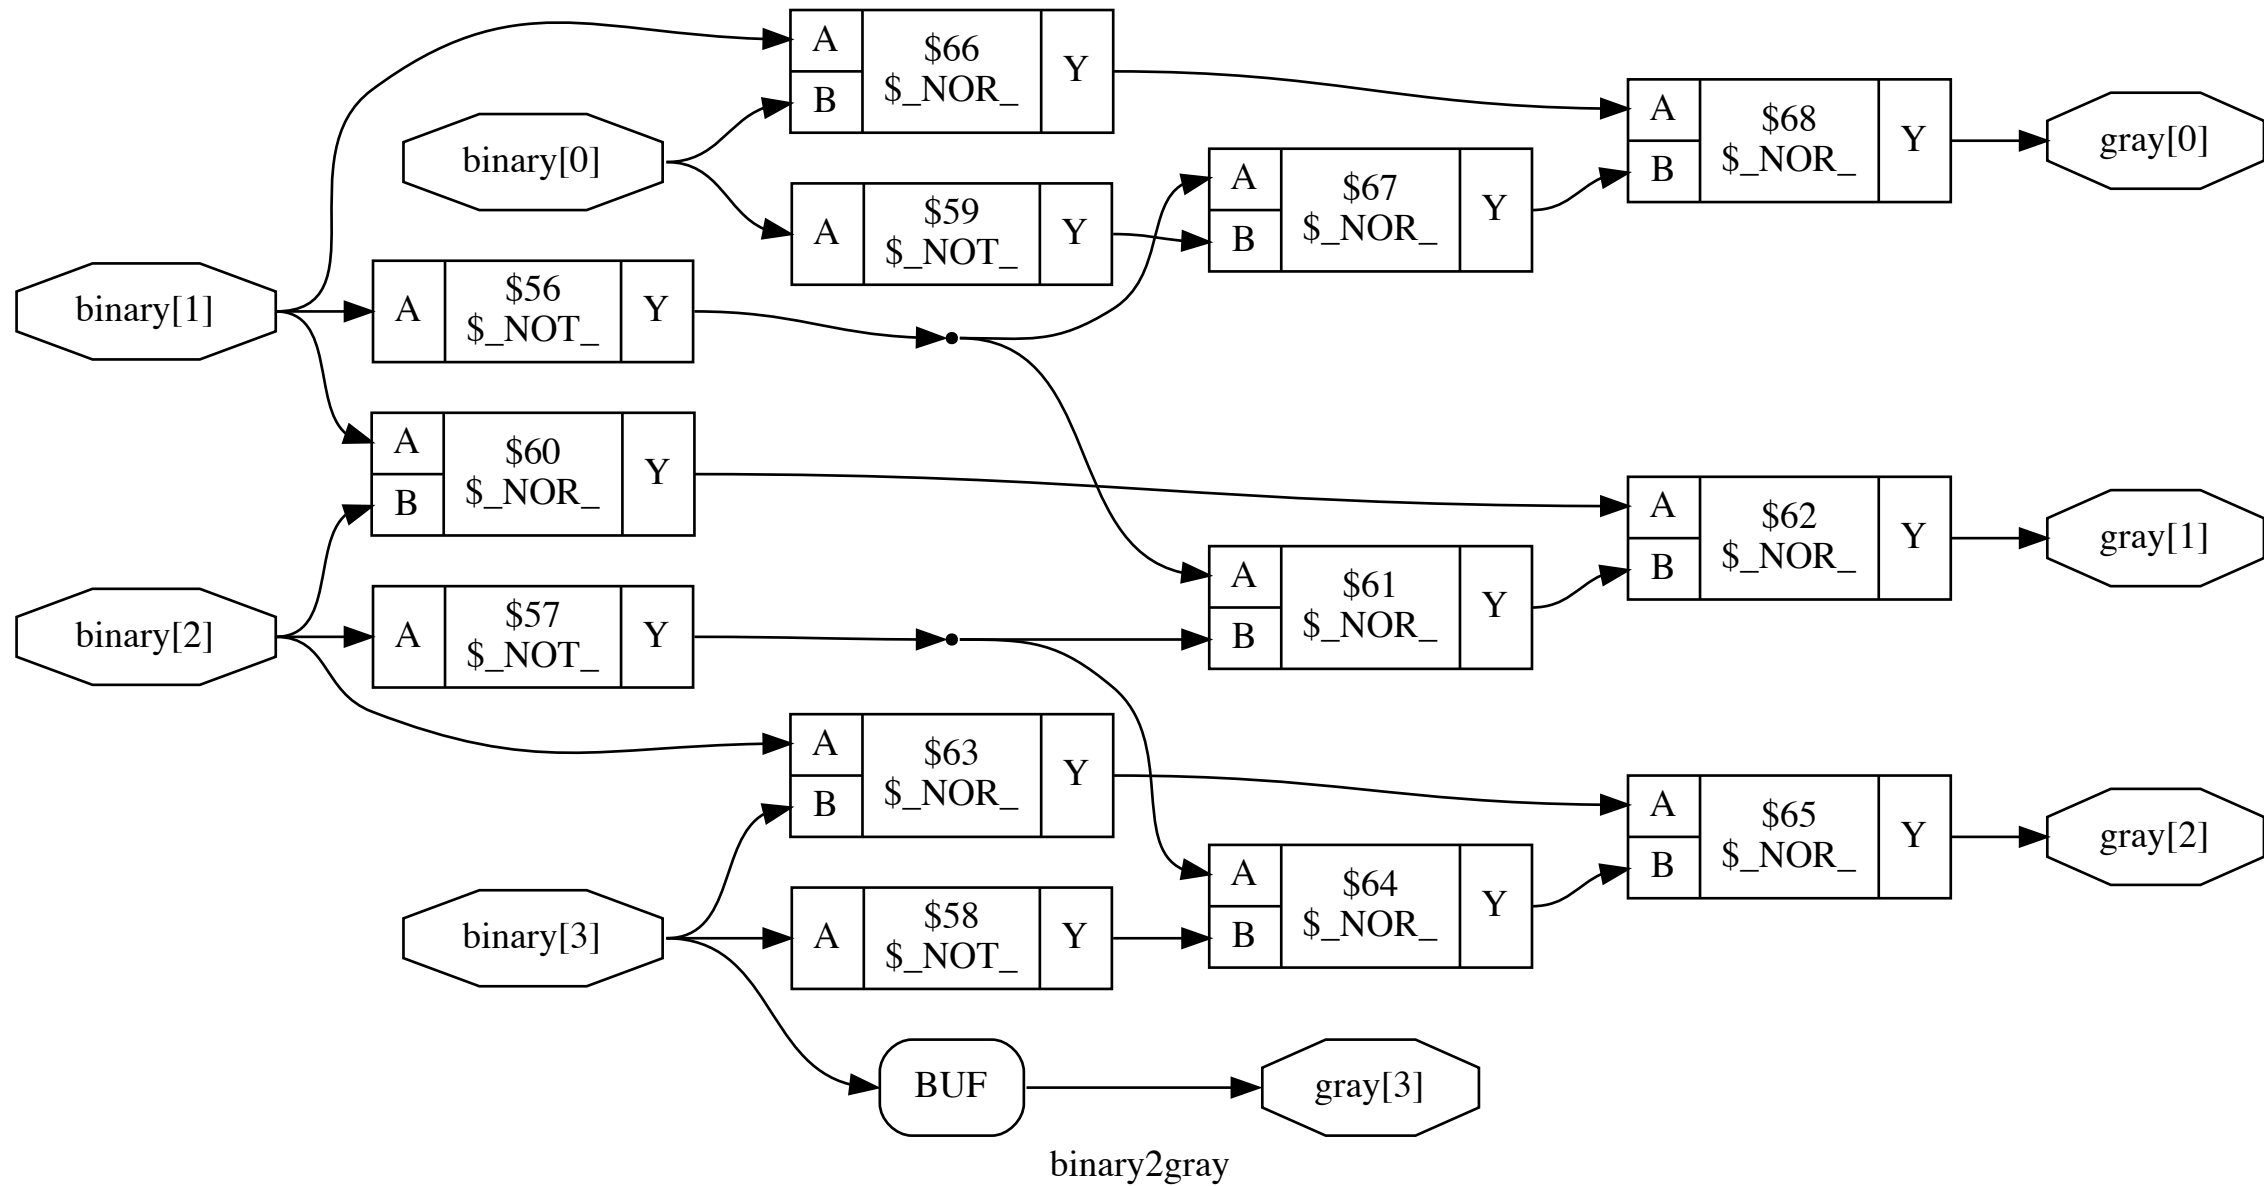 A
B
$66
$_NOR_
Y
binary[0]
A
$59
$_NOT_
Y
A
B
$67
$_NOR_
Y
A
B
$68
$_NOR_
Y
gray[0]
binary[1]
A
$56
$_NOT_
Y
A
B
$60
$_NOR_
Y
A
B
$62
$_NOR_
Y
gray[1]
binary[2]
A
$57
$_NOT_
Y
A
B
$61
$_NOR_
Y
A
B
$63
$_NOR_
Y
A
B
$65
$_NOR_
Y
gray[2]
binary[3]
A
$58
$_NOT_
Y
A
B
$64
$_NOR_
Y
BUF
gray[3]
binary2gray